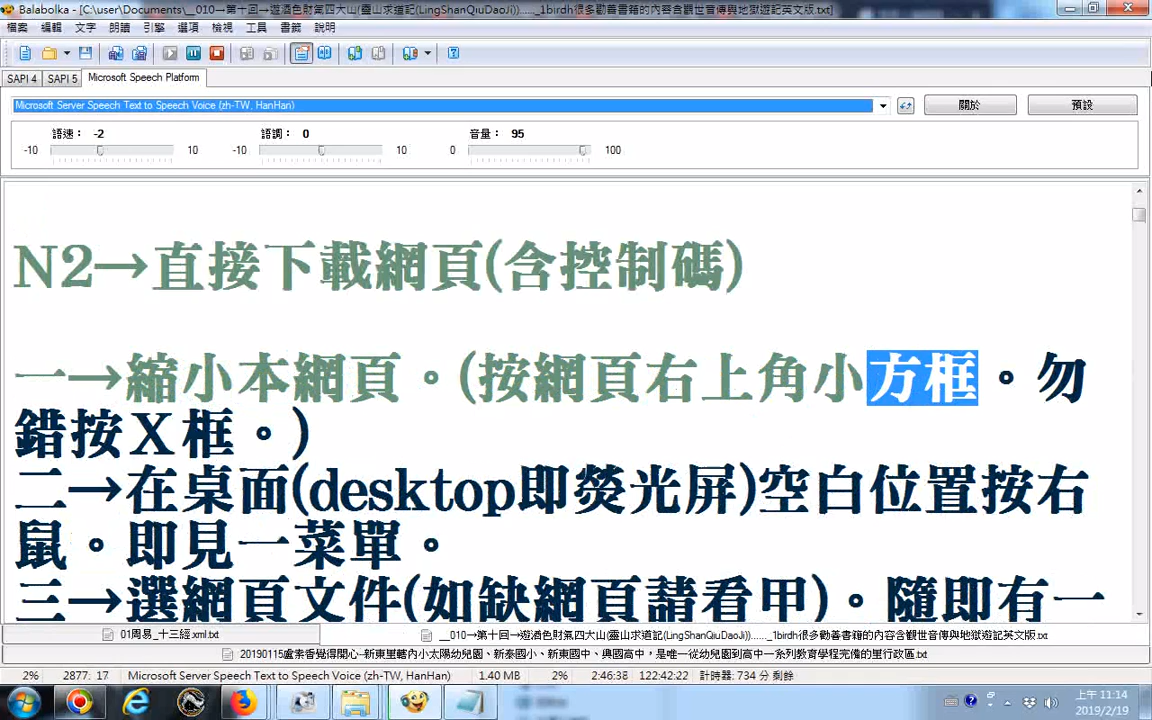 Balabolka - [C:\user\Documents\__010→第十回→遊酒色財氣四大山(靈山求道記(LingShanQiuDaoJi))......_1birdh很多勸善書籍的內容含觀世音傳與地獄遊記英文版.txt]
檔案 編輯 文字 朗讀 引擎 選項 檢視 工具 書籤 說明
SAPI 4 SAPI 5 Microsoft Speech Platform
Microsoft Server Speech Text to Speech Voice (zh-TW, HanHan) 關於 預設
語速： -2 語調： 0 音量： 95
-10 10 -10 10 0 100
N2→直接下載網頁(含控制碼)
一→縮小本網頁。(按網頁右上角小方框。勿
錯按Ｘ框。)
二→在桌面(desktop即熒光屏)空白位置按右
鼠。即見一菜單。
三→選網頁文件(如缺網頁請看甲)。隨即有一
01周易_十三經.xml.txt __010→第十回→遊酒色財氣四大山(靈山求道記(LingShanQiuDaoJi))......_1birdh很多勸善書籍的內容含觀世音傳與地獄遊記英文版.txt
20190115盧素香覺得開心-新東里轄內小太陽幼兒園、新泰國小、新東國中、興國高中，是唯一從幼兒園到高中一系列教育學程完備的里行政區.txt
2% 2877: 17 Microsoft Server Speech Text to Speech Voice (zh-TW, HanHan) 1.40 MB 2% 2:46:38 122:42:22 計時器: 734 分 剩餘
上午 11:14
2019/2/19